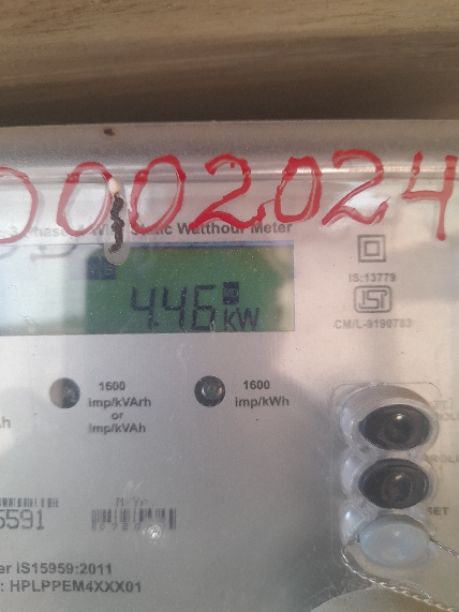 0002024
Static Watthour Meter
4.46 kW
IS:13779
CM/L-9190783
1600
imp/kVArh
or
imp/kVAh
1600
imp/kWh
5591
IS15959:2011
: HPLPPEM4XXX01